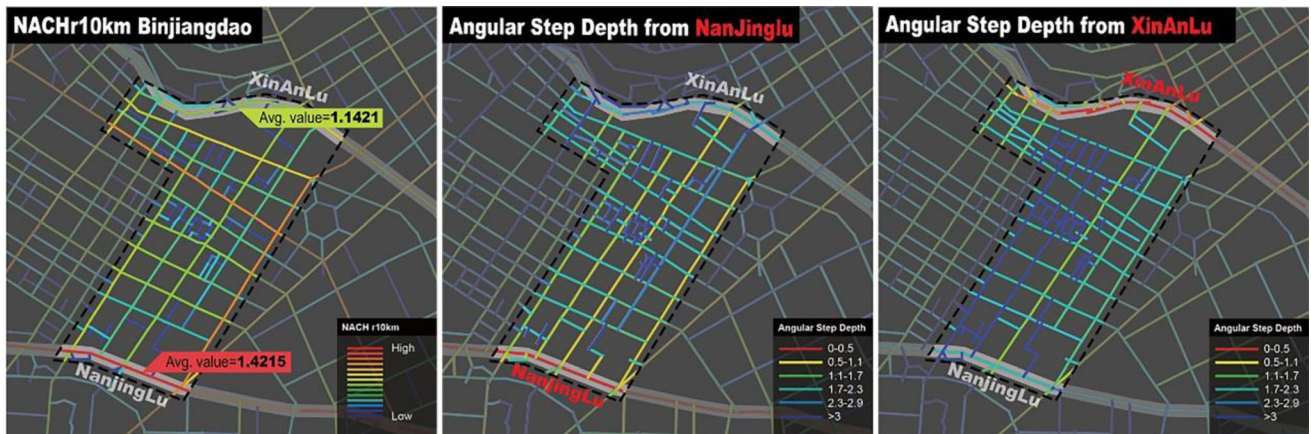 NACHr10km Binjiangdao
XinAnLu
Avg. value=1.1421
Avg. value=1.4215
NanjingLu
NACH r10km
High
Low
Angular Step Depth from NanJinglu
XinAnLu
NanjingLu
Angular Step Depth
0-0.5
0.5-1.1
1.1-1.7
1.7-2.3
2.3-2.9
>3
Angular Step Depth from XinAnLu
XinAnLu
NanjingLu
Angular Step Depth
0-0.5
0.5-1.1
1.1-1.7
1.7-2.3
2.3-2.9
>3